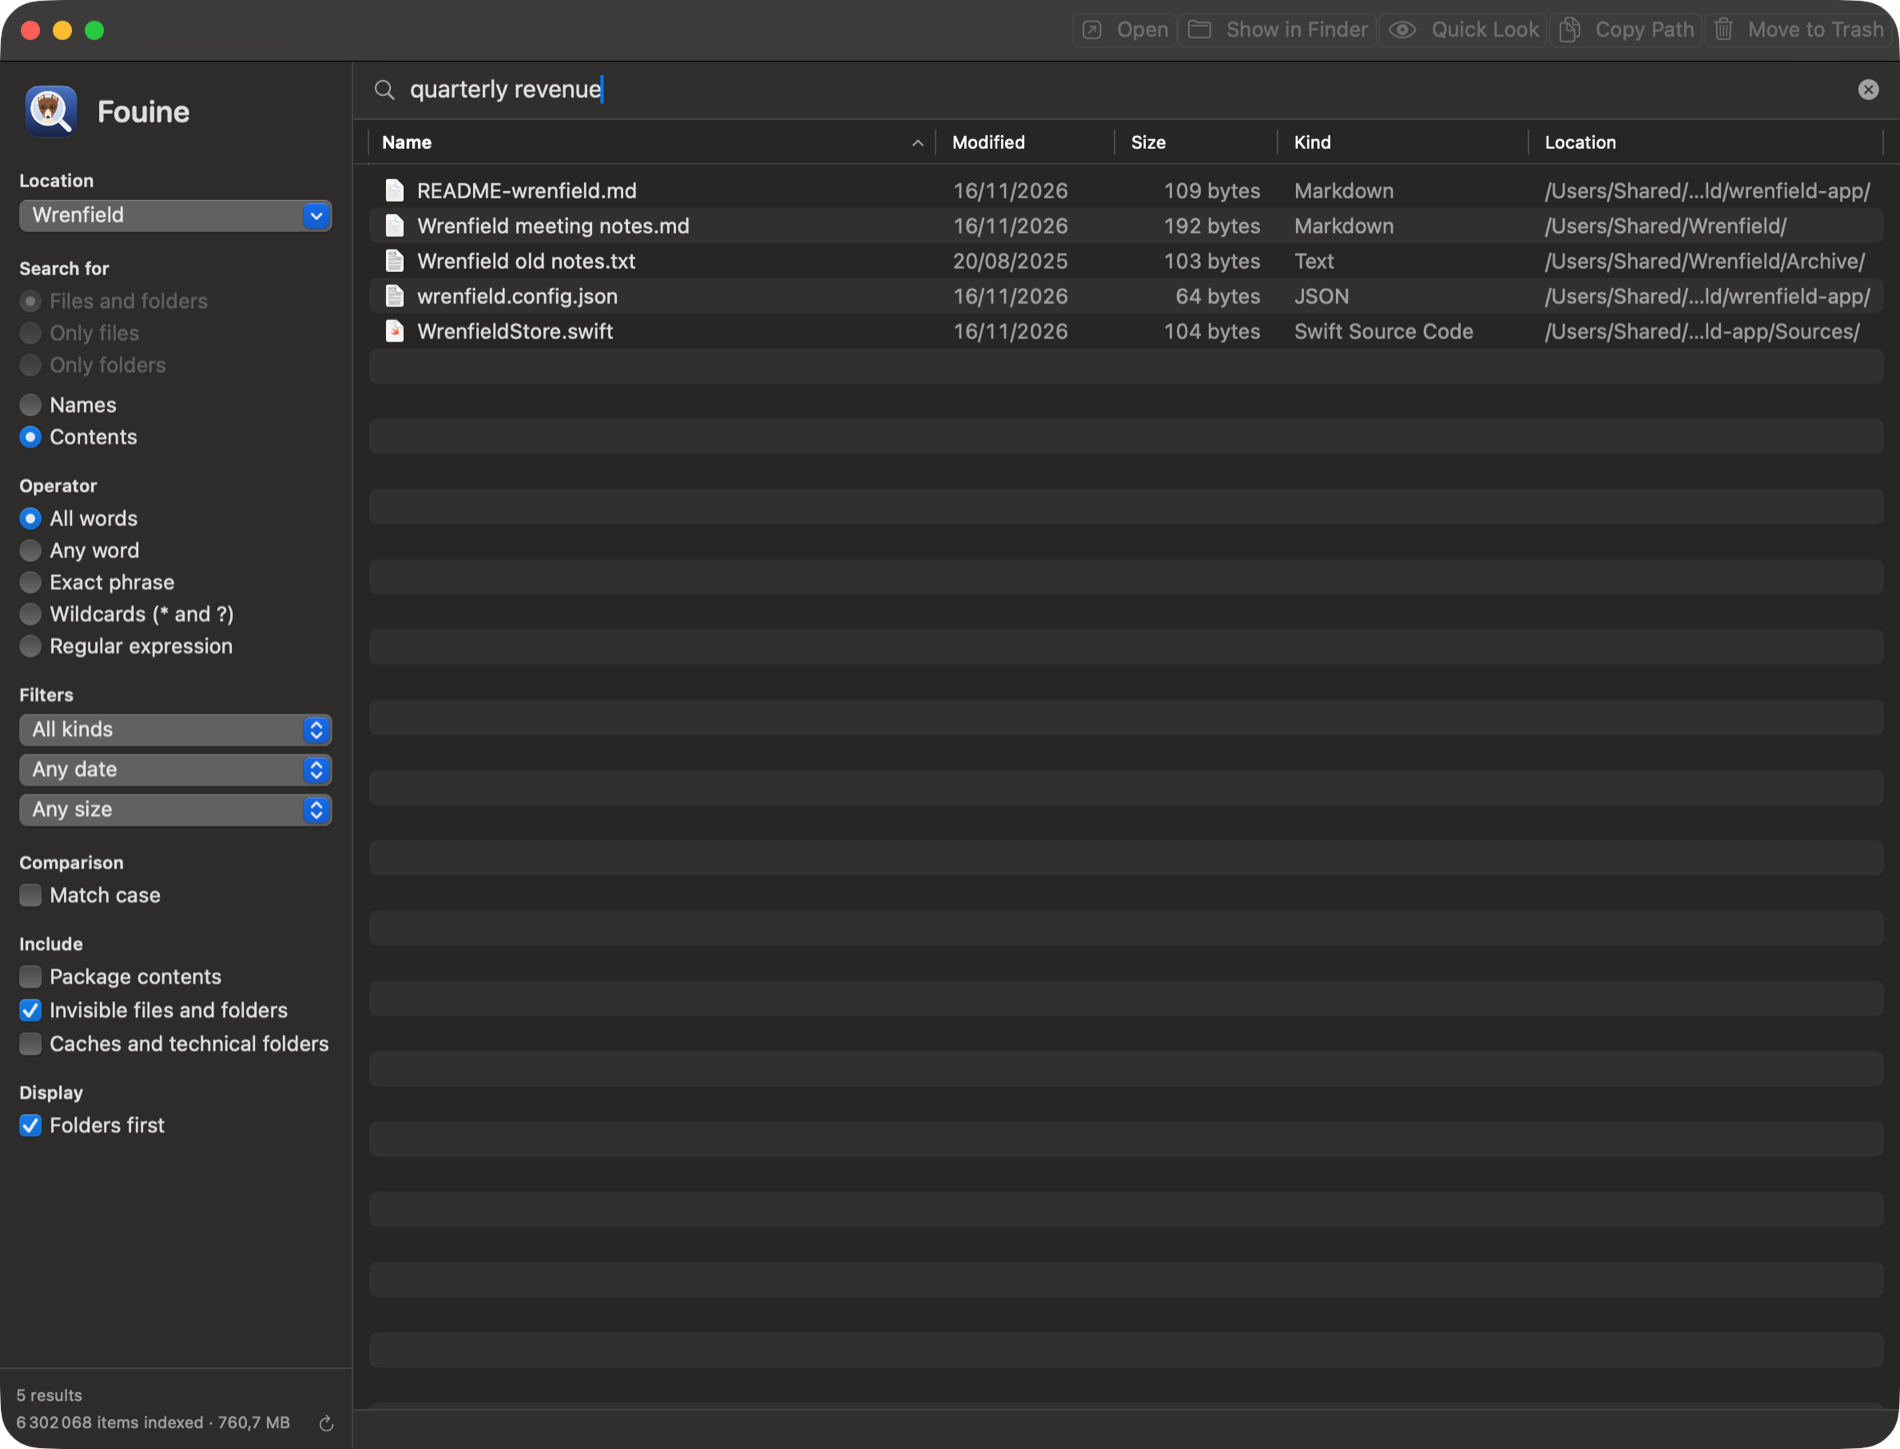 Open Show in Finder Quick Look Copy Path Move to Trash
Fouine
Location
Wrenfield
Search for
Files and folders
Only files
Only folders
Names
Contents
Operator
All words
Any word
Exact phrase
Wildcards (* and ?)
Regular expression
Filters
All kinds
Any date
Any size
Comparison
Match case
Include
Package contents
Invisible files and folders
Caches and technical folders
Display
Folders first
5 results
6 302 068 items indexed · 760,7 MB
quarterly revenue
Name Modified Size Kind Location
README-wrenfield.md 16/11/2026 109 bytes Markdown /Users/Shared/...ld/wrenfield-app/
Wrenfield meeting notes.md 16/11/2026 192 bytes Markdown /Users/Shared/Wrenfield/
Wrenfield old notes.txt 20/08/2025 103 bytes Text /Users/Shared/Wrenfield/Archive/
wrenfield.config.json 16/11/2026 64 bytes JSON /Users/Shared/...ld/wrenfield-app/
WrenfieldStore.swift 16/11/2026 104 bytes Swift Source Code /Users/Shared/...ld-app/Sources/